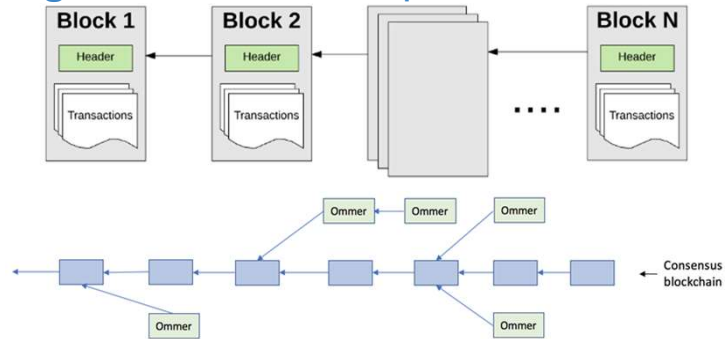 Block 1
Block 2
Block N
Header
Header
Header
Transactions
Transactions
....
Transactions
Ommer
Ommer
Ommer
Consensus
blockchain
Ommer
Ommer